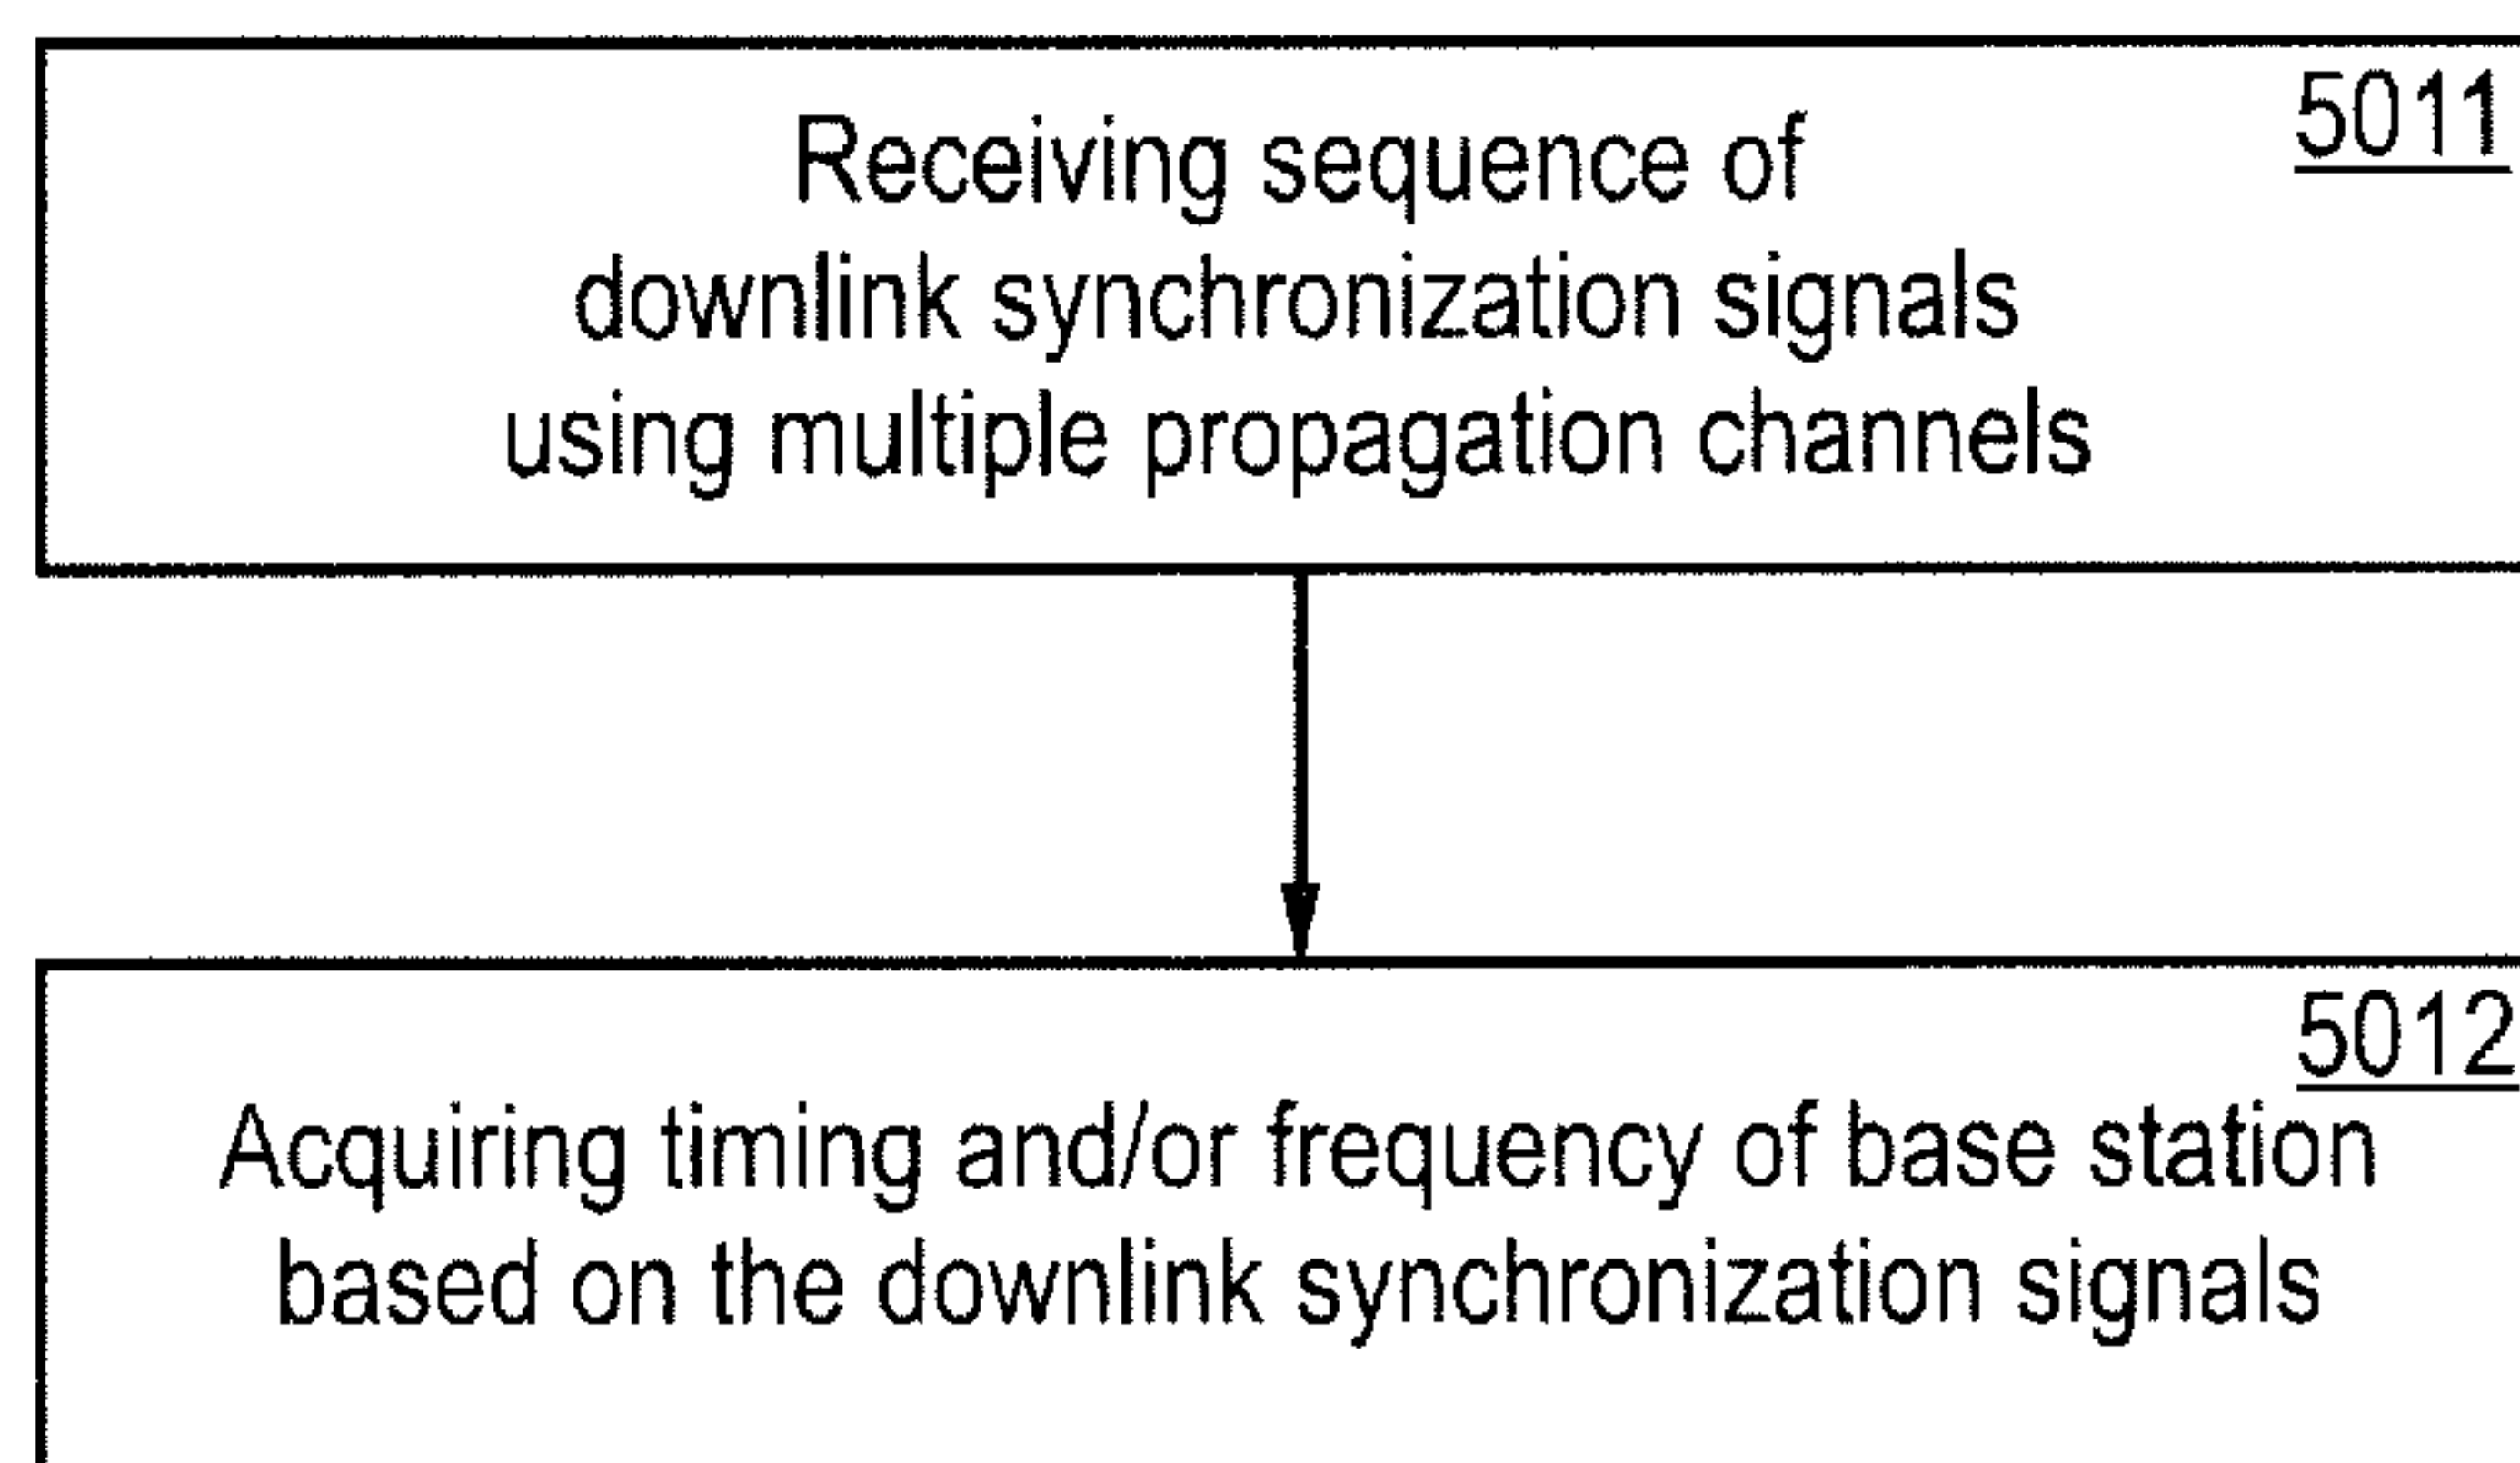 5011
Receiving sequence of
downlink synchronization signals
using multiple propagation channels
5012
Acquiring timing and/or frequency of base station
based on the downlink synchronization signals